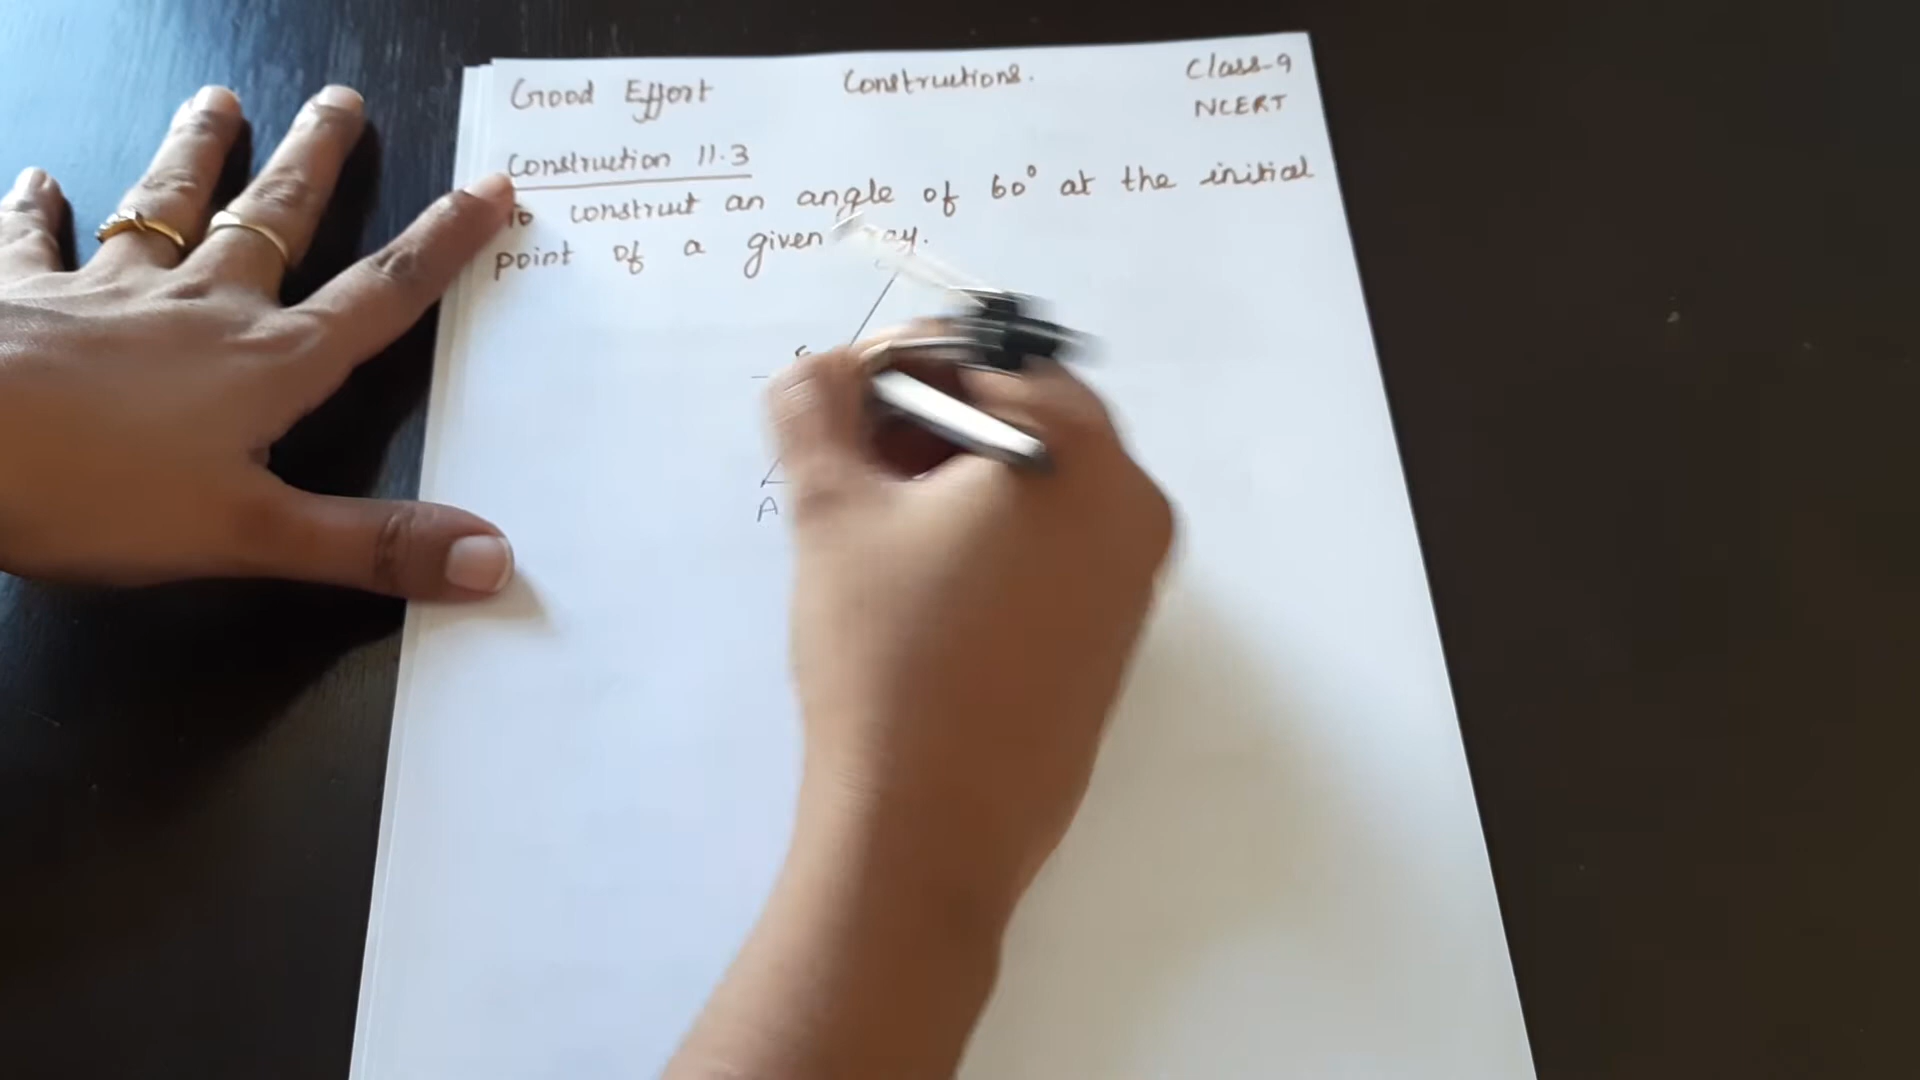 Good Effort Constructions. Class-9
NCERT
Construction 11.3
To construct an angle of 60° at the initial
point of a given
A